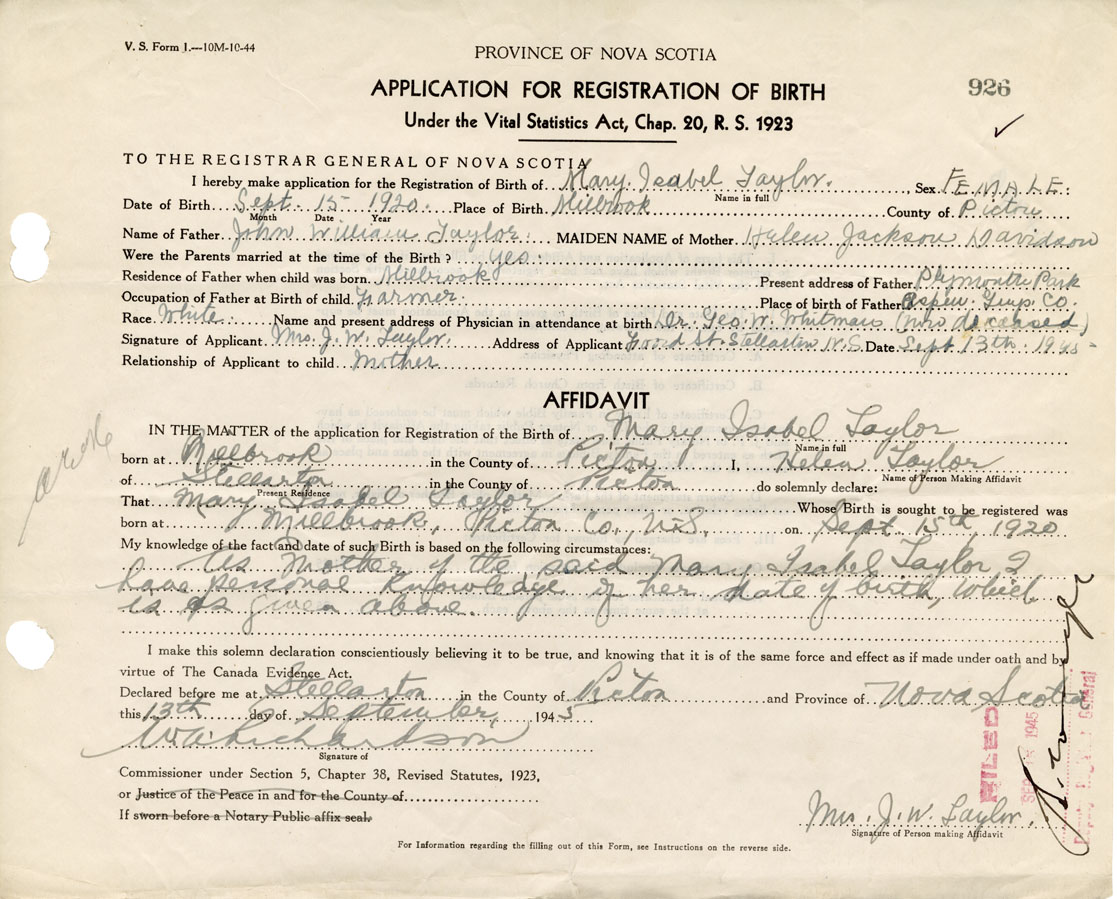 V. S. Form 1.—10M-10-44
PROVINCE OF NOVA SCOTIA
APPLICATION FOR REGISTRATION OF BIRTH
926
Under the Vital Statistics Act, Chap. 20, R. S. 1923
TO THE REGISTRAR GENERAL OF NOVA SCOTIA
I hereby make application for the Registration of Birth of Mary Isabel Taylor. Sex FEMALE:
Name in full
Date of Birth Sept. 15 1920. Place of Birth Millbrook County of Pictou
Month Date Year
Name of Father John William Taylor. MAIDEN NAME of Mother Helen Jackson Davidson
Were the Parents married at the time of the Birth? yes.
Residence of Father when child was born Millbrook Present address of Father Plymouth Park
Occupation of Father at Birth of child Farmer. Place of birth of Father Aspen. Guys. Co.
Race White. Name and present address of Physician in attendance at birth Dr. Geo. W. Whitman (now deceased)
Signature of Applicant Mrs. J. W. Taylor. Address of Applicant St. Stellarton N.S. Date Sept 13th. 1945
Relationship of Applicant to child Mother
AFFIDAVIT
IN THE MATTER of the application for Registration of the Birth of Mary Isabel Taylor
Name in full
born at Millbrook in the County of Pictou I, Helen Taylor
Name of Person Making Affidavit
of Stellarton in the County of Pictou do solemnly declare:
Present Residence
That Mary Isabel Taylor Whose Birth is sought to be registered was
born at Millbrook, Pictou Co., N.S. on Sept. 15th, 1920
My knowledge of the fact and date of such Birth is based on the following circumstances:
As Mother of the said Mary Isabel Taylor I
have personal knowledge of her date of birth, which
is as given above.
I make this solemn declaration conscientiously believing it to be true, and knowing that it is of the same force and effect as if made under oath and by
virtue of The Canada Evidence Act.
Declared before me at Stellarton in the County of Pictou and Province of Nova Scotia
this 13th day of September, 1945
W A Richardson
Signature of
Commissioner under Section 5, Chapter 38, Revised Statutes, 1923,
or Justice of the Peace in and for the County of
If sworn before a Notary Public affix seal.
Mrs. J. W. Taylor.
Signature of Person making Affidavit
For Information regarding the filling out of this Form, see Instructions on the reverse side.
FILED
1945
General